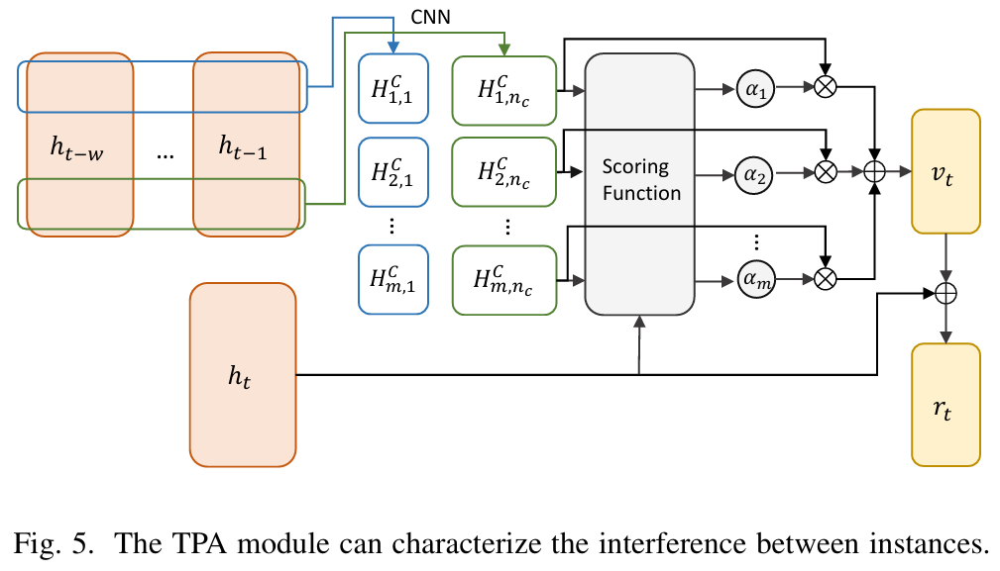 CNN
h_{t-w} ... h_{t-1}
H^C_{1,1} H^C_{1,n_c}
H^C_{2,1} H^C_{2,n_c}
⋮ ⋮
H^C_{m,1} H^C_{m,n_c}
Scoring
Function
α_1
α_2
⋮
α_m
v_t
h_t
r_t
Fig. 5. The TPA module can characterize the interference between instances.